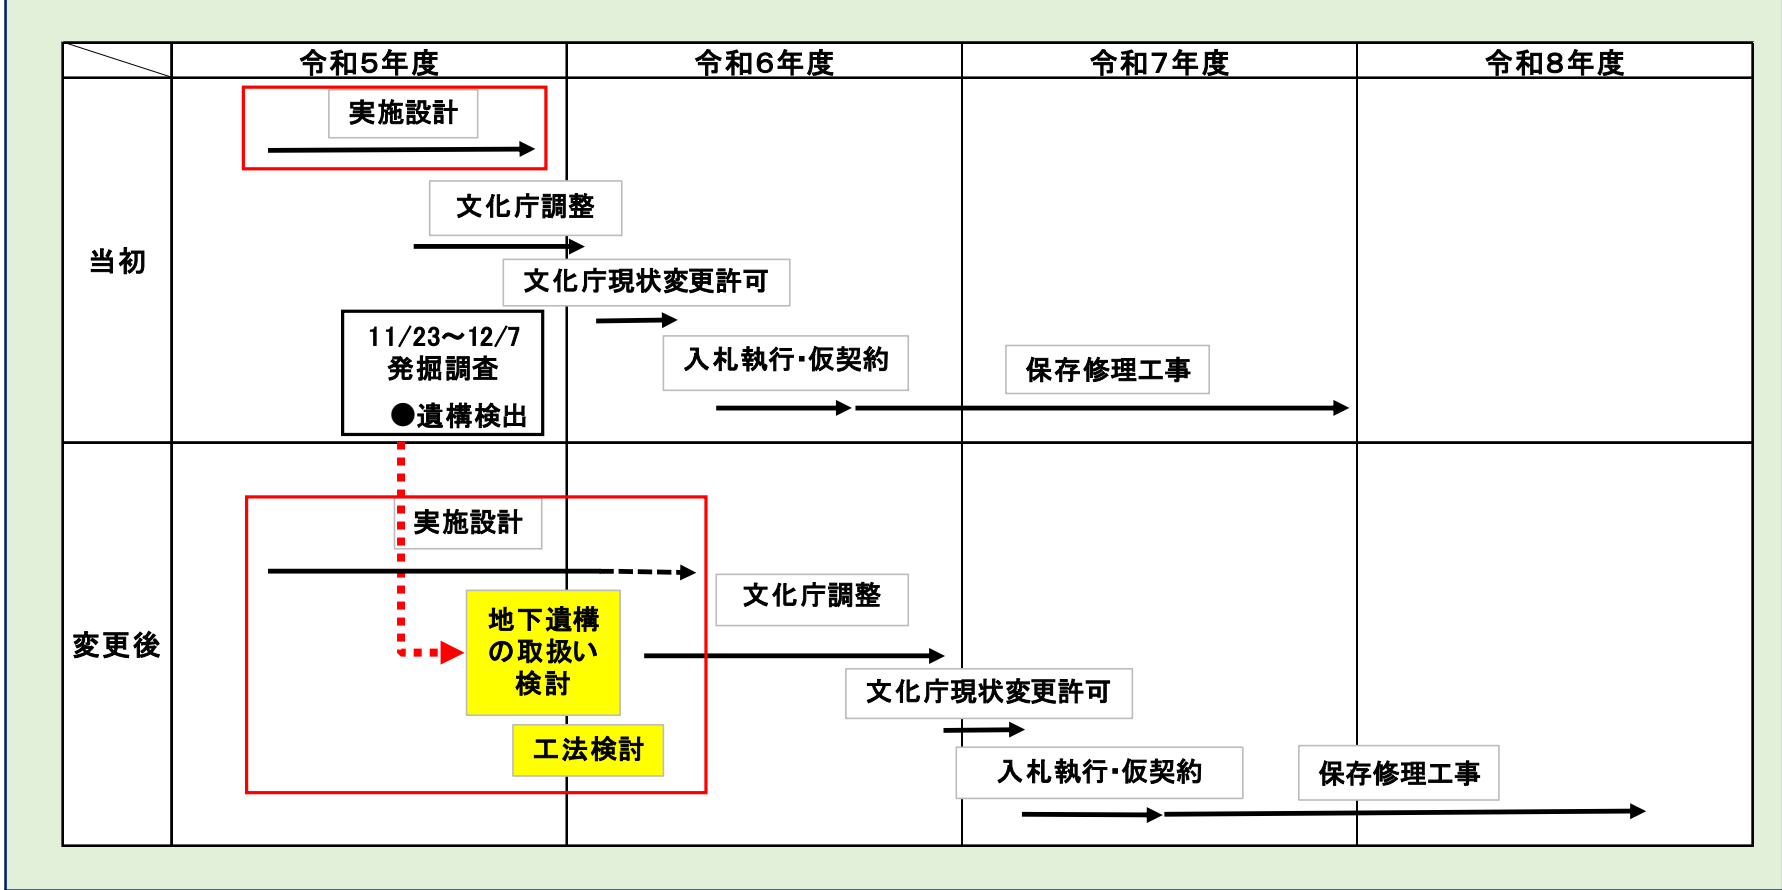 令和5年度
令和6年度
令和7年度
令和8年度
当初
実施設計
文化庁調整
文化庁現状変更許可
11/23～12/7
発掘調査
●遺構検出
入札執行・仮契約
保存修理工事
変更後
実施設計
地下遺構
の取扱い
検討
工法検討
文化庁調整
文化庁現状変更許可
入札執行・仮契約
保存修理工事